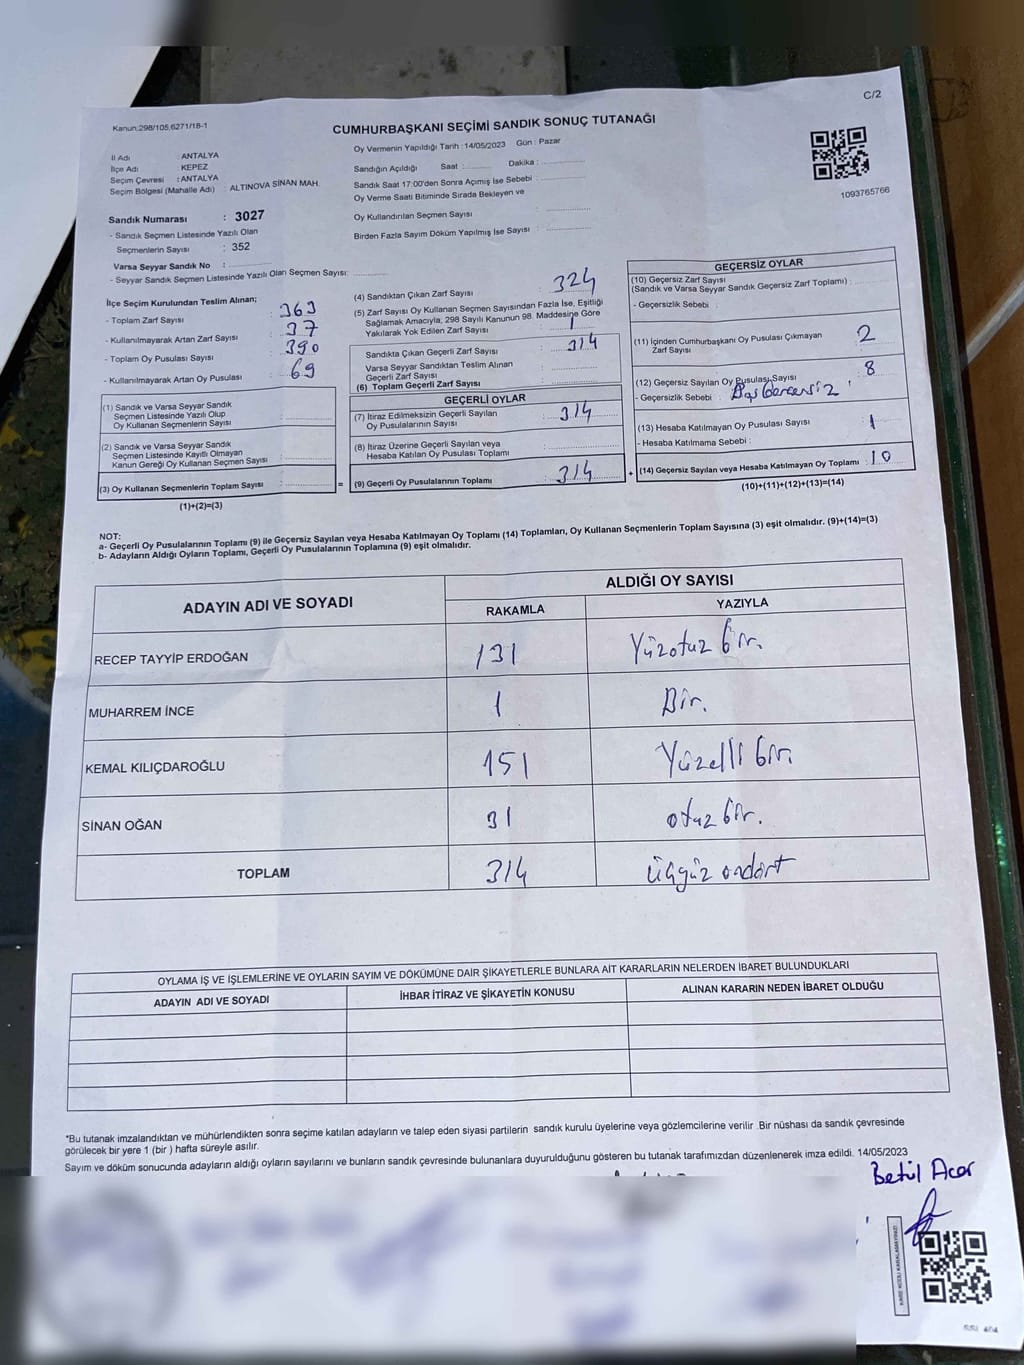 C/2
Kanun:298/105,6271/18-1
CUMHURBAŞKANI SEÇİMİ SANDIK SONUÇ TUTANAĞI
İl Adı : ANTALYA
İlçe Adı : KEPEZ
Seçim Çevresi : ANTALYA
Seçim Bölgesi (Mahalle Adı) : ALTINOVA SİNAN MAH.
Sandık Numarası : 3027
- Sandık Seçmen Listesinde Yazılı Olan
Seçmenlerin Sayısı : 352
Varsa Seyyar Sandık No :
- Seyyar Sandık Seçmen Listesinde Yazılı Olan Seçmen Sayısı:
Oy Vermenin Yapıldığı Tarih :14/05/2023 Gün : Pazar
Sandığın Açıldığı Saat : Dakika :
Sandık Saat 17:00'den Sonra Açımış İse Sebebi :
Oy Verme Saati Bitiminde Sırada Bekleyen ve
Oy Kullandırılan Seçmen Sayısı :
Birden Fazla Sayım Döküm Yapılmış İse Sayısı :
1093765766
İlçe Seçim Kurulundan Teslim Alınan;
- Toplam Zarf Sayısı : 363
- Kullanılmayarak Artan Zarf Sayısı : 37
- Toplam Oy Pusulası Sayısı : 390
- Kullanılmayarak Artan Oy Pusulası : 69
(1) Sandık ve Varsa Seyyar Sandık
Seçmen Listesinde Yazılı Olup
Oy Kullanan Seçmenlerin Sayısı :
(2) Sandık ve Varsa Seyyar Sandık
Seçmen Listesinde Kayıtlı Olmayan
Kanun Gereği Oy Kullanan Seçmen Sayısı :
(3) Oy Kullanan Seçmenlerin Toplam Sayısı :
(1)+(2)=(3)
(4) Sandıktan Çıkan Zarf Sayısı : 324
(5) Zarf Sayısı Oy Kullanan Seçmen Sayısından Fazla İse, Eşitliği
Sağlamak Amacıyla, 298 Sayılı Kanunun 98. Maddesine Göre
Yakılarak Yok Edilen Zarf Sayısı : 1
Sandıkta Çıkan Geçerli Zarf Sayısı : 314
Varsa Seyyar Sandıktan Teslim Alınan
Geçerli Zarf Sayısı :
(6) Toplam Geçerli Zarf Sayısı :
GEÇERLİ OYLAR
(7) İtiraz Edilmeksizin Geçerli Sayılan
Oy Pusulalarının Sayısı : 314
(8) İtiraz Üzerine Geçerli Sayılan veya
Hesaba Katılan Oy Pusulası Toplamı :
(9) Geçerli Oy Pusulalarının Toplamı : 314
GEÇERSİZ OYLAR
(10) Geçersiz Zarf Sayısı
(Sandık ve Varsa Seyyar Sandık Geçersiz Zarf Toplamı) :
- Geçersizlik Sebebi :
(11) İçinden Cumhurbaşkanı Oy Pusulası Çıkmayan
Zarf Sayısı : 2
(12) Geçersiz Sayılan Oy Pusulası Sayısı : 8
- Geçersizlik Sebebi :
(13) Hesaba Katılmayan Oy Pusulası Sayısı : 1
- Hesaba Katılmama Sebebi :
(14) Geçersiz Sayılan veya Hesaba Katılmayan Oy Toplamı : 10
(10)+(11)+(12)+(13)=(14)
NOT:
a- Geçerli Oy Pusulalarının Toplamı (9) ile Geçersiz Sayılan veya Hesaba Katılmayan Oy Toplamı (14) Toplamları, Oy Kullanan Seçmenlerin Toplam Sayısına (3) eşit olmalıdır. (9)+(14)=(3)
b- Adayların Aldığı Oyların Toplamı, Geçerli Oy Pusulalarının Toplamına (9) eşit olmalıdır.
ADAYIN ADI VE SOYADI ALDIĞI OY SAYISI
RAKAMLA YAZIYLA
RECEP TAYYİP ERDOĞAN 131 Yüzotuz bir.
MUHARREM İNCE 1 Bir.
KEMAL KILIÇDAROĞLU 151 Yüzelli bir.
SİNAN OĞAN 31 otuz bir.
TOPLAM 314 üçyüz ondört
OYLAMA İŞ VE İŞLEMLERİNE VE OYLARIN SAYIM VE DÖKÜMÜNE DAİR ŞİKAYETLERLE BUNLARA AİT KARARLARIN NELERDEN İBARET BULUNDUKLARI
ADAYIN ADI VE SOYADI İHBAR İTİRAZ VE ŞİKAYETİN KONUSU ALINAN KARARIN NEDEN İBARET OLDUĞU
*Bu tutanak imzalandıktan ve mühürlendikten sonra seçime katılan adayların ve talep eden siyasi partilerin sandık kurulu üyelerine veya gözlemcilerine verilir. Bir nüshası da sandık çevresinde
görülecek bir yere 1 (bir ) hafta süreyle asılır.
Sayım ve döküm sonucunda adayların aldığı oyların sayılarını ve bunların sandık çevresinde bulunanlara duyurulduğunu gösteren bu tutanak tarafımızdan düzenlenerek imza edildi. 14/05/2023
Betül Acar